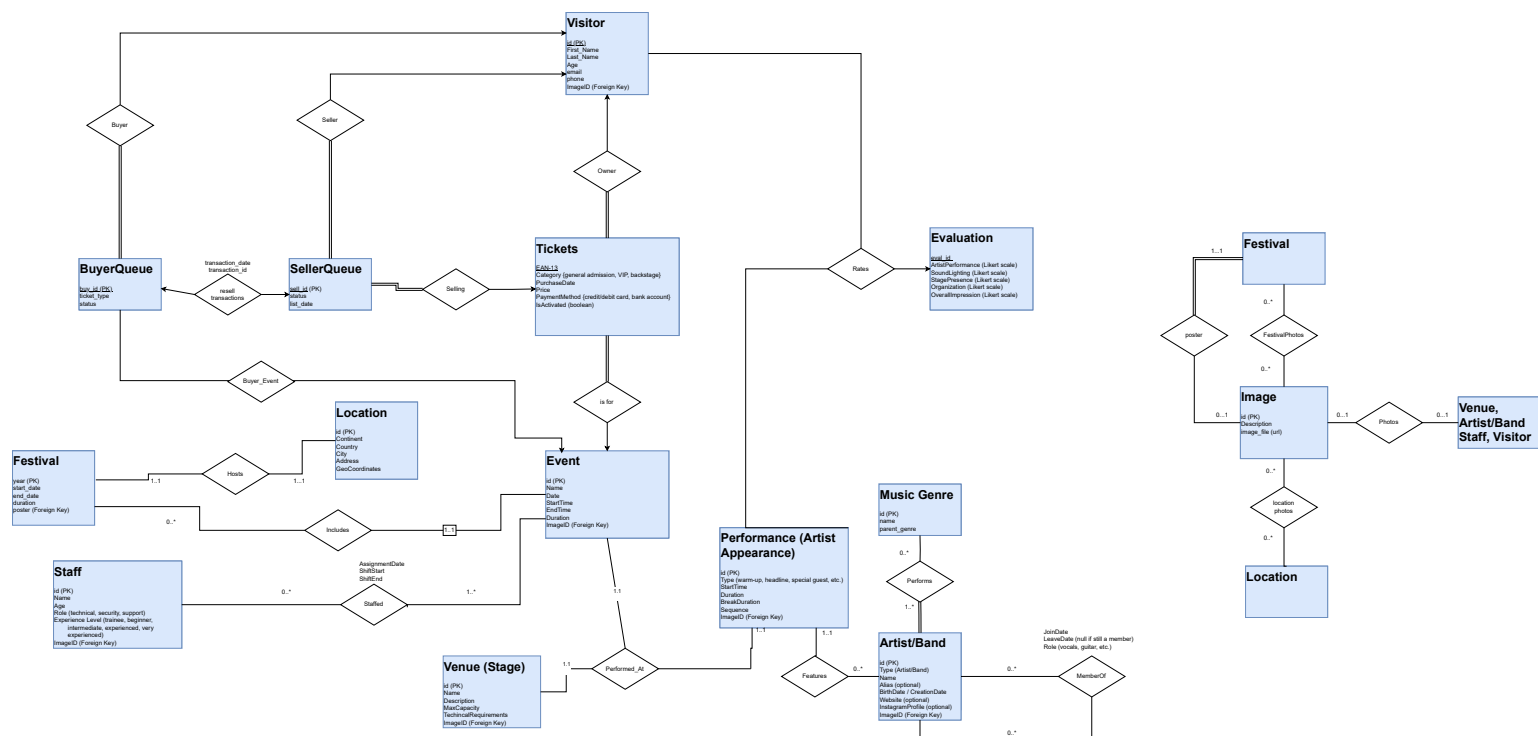 Visitor
id (PK)
First_Name
Last_Name
Age
email
phone
ImageID (Foreign Key)
Buyer
Seller
Owner
BuyerQueue
buy_id (PK)
ticket_type
status
transaction_date
transaction_id
resell
transactions
SellerQueue
sell_id (PK)
status
list_date
Selling
Tickets
EAN-13
Category (general admission, VIP, backstage)
PurchaseDate
Price
PaymentMethod (credit/debit card, bank account)
IsActivated (boolean)
Rates
Evaluation
eval_id
ArtistPerformance (Likert scale)
SoundLighting (Likert scale)
StagePresence (Likert scale)
Organization (Likert scale)
OverallImpression (Likert scale)
Buyer_Event
is for
Location
id (PK)
Continent
Country
City
Address
GeoCoordinates
Festival
year (PK)
start_date
end_date
duration
poster (Foreign Key)
1..1
Hosts
1...1
0..*
Includes
1..1
Event
id (PK)
Name
Date
StartTime
EndTime
Duration
ImageID (Foreign Key)
Staff
id (PK)
Name
Age
Role (technical, security, support)
Experience Level (trainee, beginner,
intermediate, experienced, very
experienced)
ImageID (Foreign Key)
0..*
AssignmentDate
ShiftStart
ShiftEnd
Staffed
1..*
1.1
Venue (Stage)
id (PK)
Name
Description
MaxCapacity
TechincalRequirements
ImageID (Foreign Key)
1.1
Performed_At
1..1
Performance (Artist
Appearance)
id (PK)
Type (warm-up, headline, special guest, etc.)
StartTime
Duration
BreakDuration
Sequence
ImageID (Foreign Key)
1..1
Features
0..*
Music Genre
id (PK)
name
parent_genre
0..*
Performs
1..*
Artist/Band
id (PK)
Type (Artist/Band)
Name
Alias (optional)
BirthDate / CreationDate
Website (optional)
InstagramProfile (optional)
ImageID (Foreign Key)
0..*
JoinDate
LeaveDate (null if still a member)
Role (vocals, guitar, etc.)
MemberOf
0..*
1...1
Festival
0..*
poster
FestivalPhotos
0..*
0...1
Image
id (PK)
Description
image_file (url)
0...1
Photos
0...1
Venue,
Artist/Band
Staff, Visitor
0..*
location
photos
0..*
Location